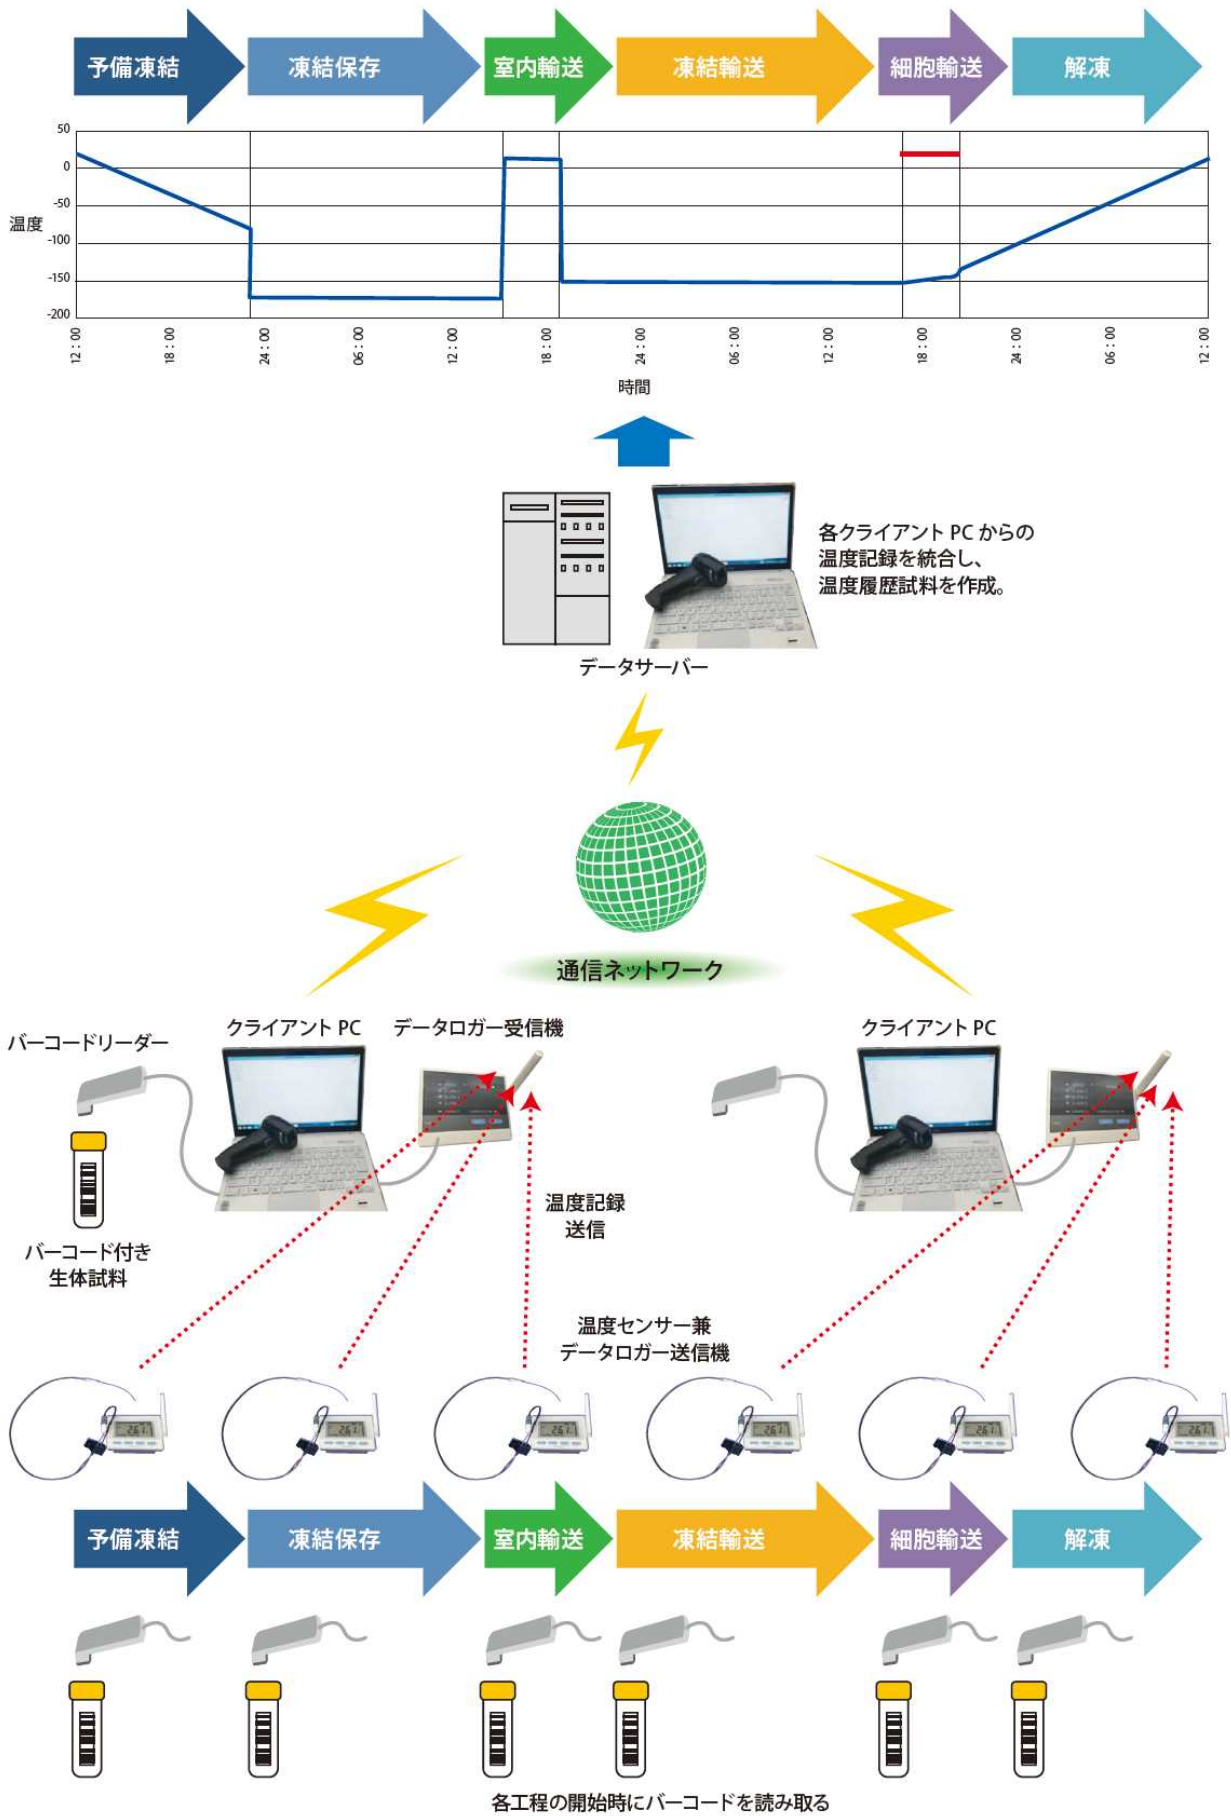 予備凍結
凍結保存
室内輸送
凍結輸送
細胞輸送
解凍
50
0
-50
-100
-150
-200
温度
12:00
18:00
24:00
06:00
12:00
18:00
24:00
06:00
12:00
18:00
24:00
06:00
12:00
時間
各クライアント PC からの
温度記録を統合し、
温度履歴試料を作成。
データサーバー
通信ネットワーク
バーコードリーダー
クライアント PC
データロガー受信機
クライアント PC
温度記録
送信
バーコード付き
生体試料
温度センサー兼
データロガー送信機
予備凍結
凍結保存
室内輸送
凍結輸送
細胞輸送
解凍
各工程の開始時にバーコードを読み取る